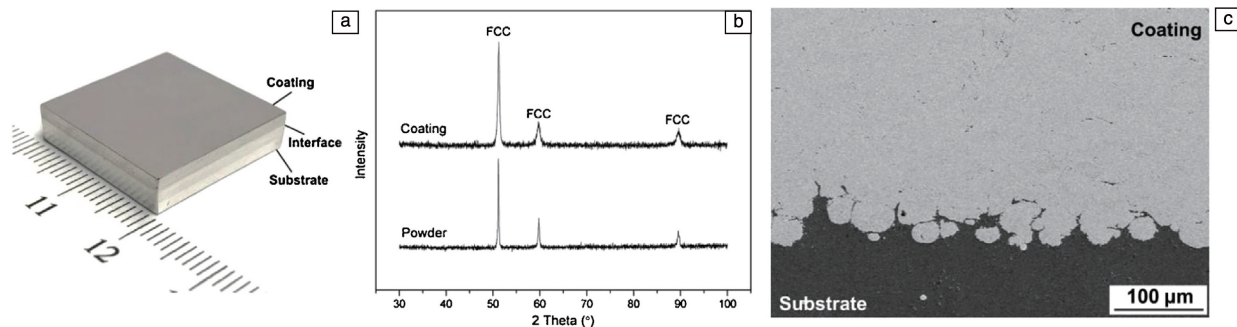 a
Coating
Interface
Substrate
11
12
b
FCC
FCC
FCC
Coating
Powder
Intensity
30 40 50 60 70 80 90 100
2 Theta (°)
c
Coating
Substrate
100 µm